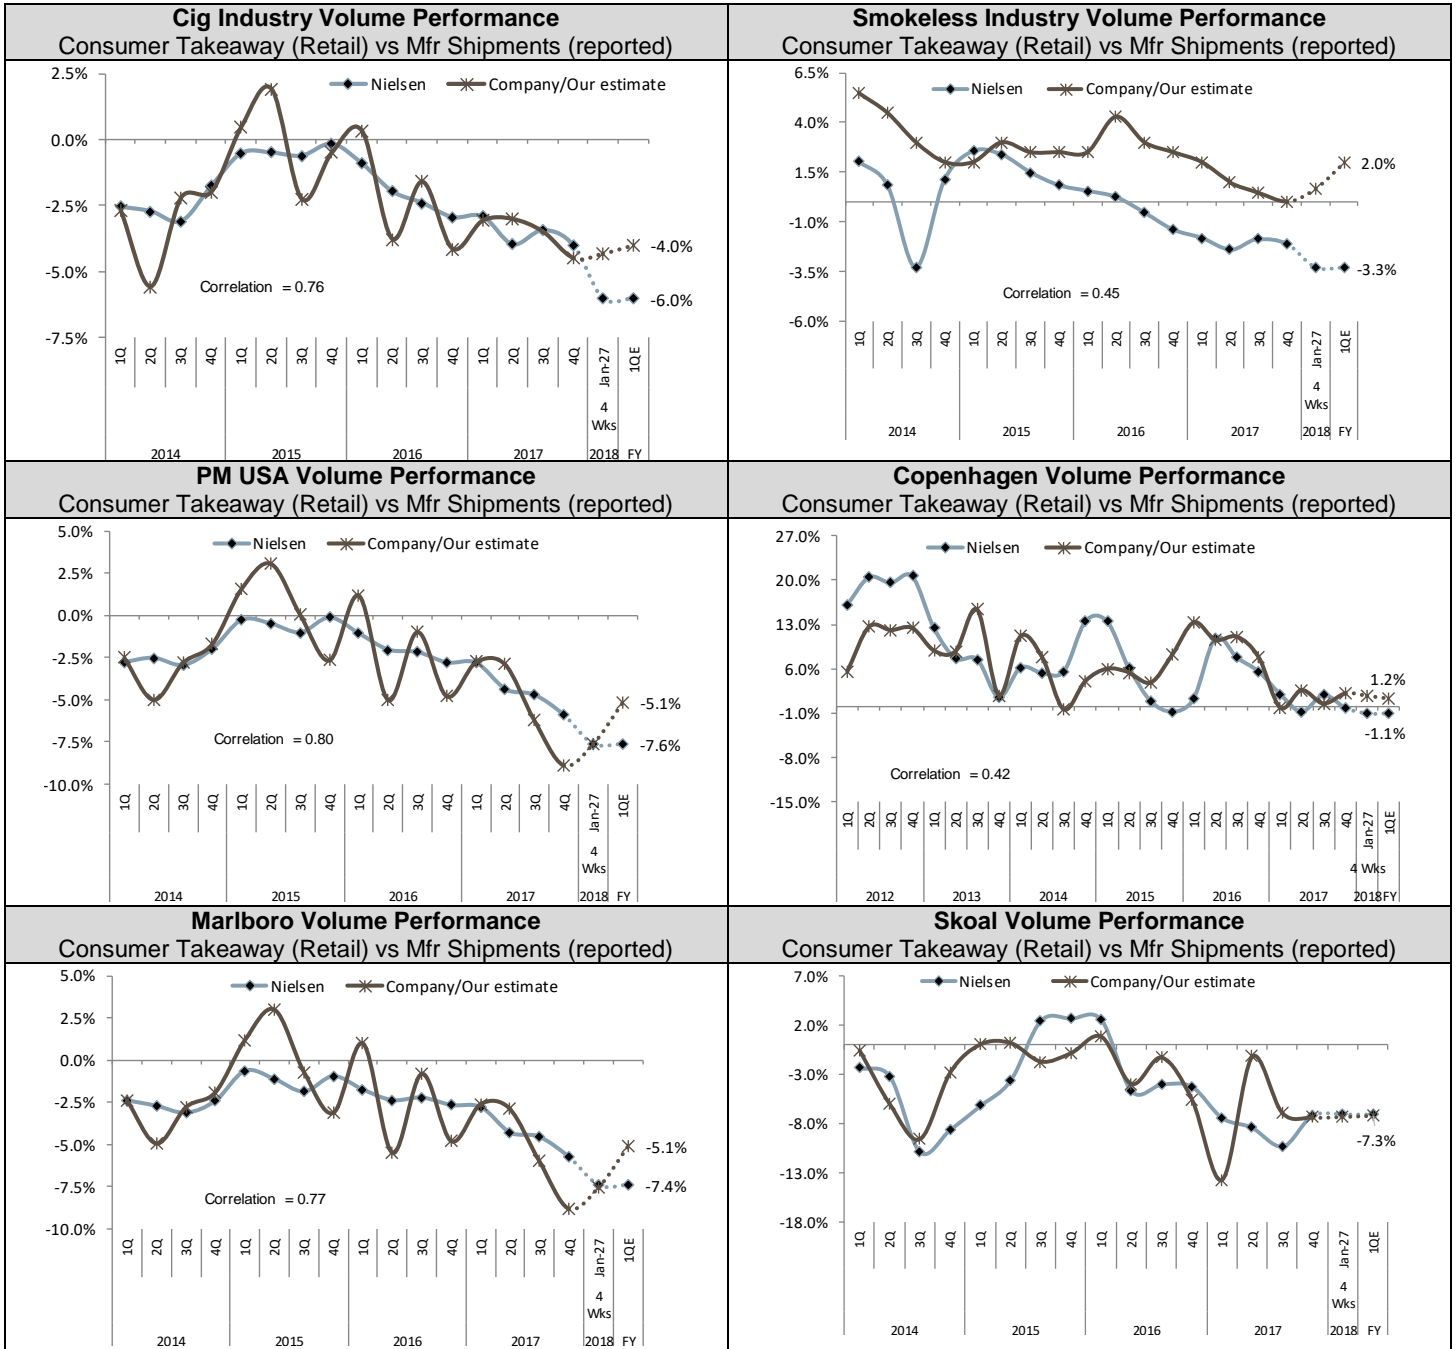 Cig Industry Volume Performance
Consumer Takeaway (Retail) vs Mfr Shipments (reported)
2.5%
0.0%
-2.5%
-5.0%
-7.5%
Nielsen
Company/Our estimate
Correlation = 0.76
-4.0%
-6.0%
1Q 2Q 3Q 4Q 1Q 2Q 3Q 4Q 1Q 2Q 3Q 4Q 1Q 2Q 3Q 4Q Jan-27 1QE
4
Wks
2014 2015 2016 2017 2018 FY
Smokeless Industry Volume Performance
Consumer Takeaway (Retail) vs Mfr Shipments (reported)
6.5%
4.0%
1.5%
-1.0%
-3.5%
-6.0%
Nielsen
Company/Our estimate
Correlation = 0.45
2.0%
-3.3%
1Q 2Q 3Q 4Q 1Q 2Q 3Q 4Q 1Q 2Q 3Q 4Q 1Q 2Q 3Q 4Q Jan-27 1QE
4
Wks
2014 2015 2016 2017 2018 FY
PM USA Volume Performance
Consumer Takeaway (Retail) vs Mfr Shipments (reported)
5.0%
2.5%
0.0%
-2.5%
-5.0%
-7.5%
-10.0%
Nielsen
Company/Our estimate
Correlation = 0.80
-5.1%
-7.6%
1Q 2Q 3Q 4Q 1Q 2Q 3Q 4Q 1Q 2Q 3Q 4Q 1Q 2Q 3Q 4Q Jan-27 1QE
4
Wks
2014 2015 2016 2017 2018 FY
Copenhagen Volume Performance
Consumer Takeaway (Retail) vs Mfr Shipments (reported)
27.0%
20.0%
13.0%
6.0%
-1.0%
-8.0%
-15.0%
Nielsen
Company/Our estimate
Correlation = 0.42
1.2%
-1.1%
1Q 2Q 3Q 4Q 1Q 2Q 3Q 4Q 1Q 2Q 3Q 4Q 1Q 2Q 3Q 4Q 1Q 2Q 3Q 4Q 1Q 2Q 3Q 4Q Jan-27 1QE
4 Wks
2012 2013 2014 2015 2016 2017 2018 FY
Marlboro Volume Performance
Consumer Takeaway (Retail) vs Mfr Shipments (reported)
5.0%
2.5%
0.0%
-2.5%
-5.0%
-7.5%
-10.0%
Nielsen
Company/Our estimate
Correlation = 0.77
-5.1%
-7.4%
1Q 2Q 3Q 4Q 1Q 2Q 3Q 4Q 1Q 2Q 3Q 4Q 1Q 2Q 3Q 4Q Jan-27 1QE
4
Wks
2014 2015 2016 2017 2018 FY
Skoal Volume Performance
Consumer Takeaway (Retail) vs Mfr Shipments (reported)
7.0%
2.0%
-3.0%
-8.0%
-13.0%
-18.0%
Nielsen
Company/Our estimate
-7.3%
1Q 2Q 3Q 4Q 1Q 2Q 3Q 4Q 1Q 2Q 3Q 4Q 1Q 2Q 3Q 4Q Jan-27 1QE
4
Wks
2014 2015 2016 2017 2018 FY